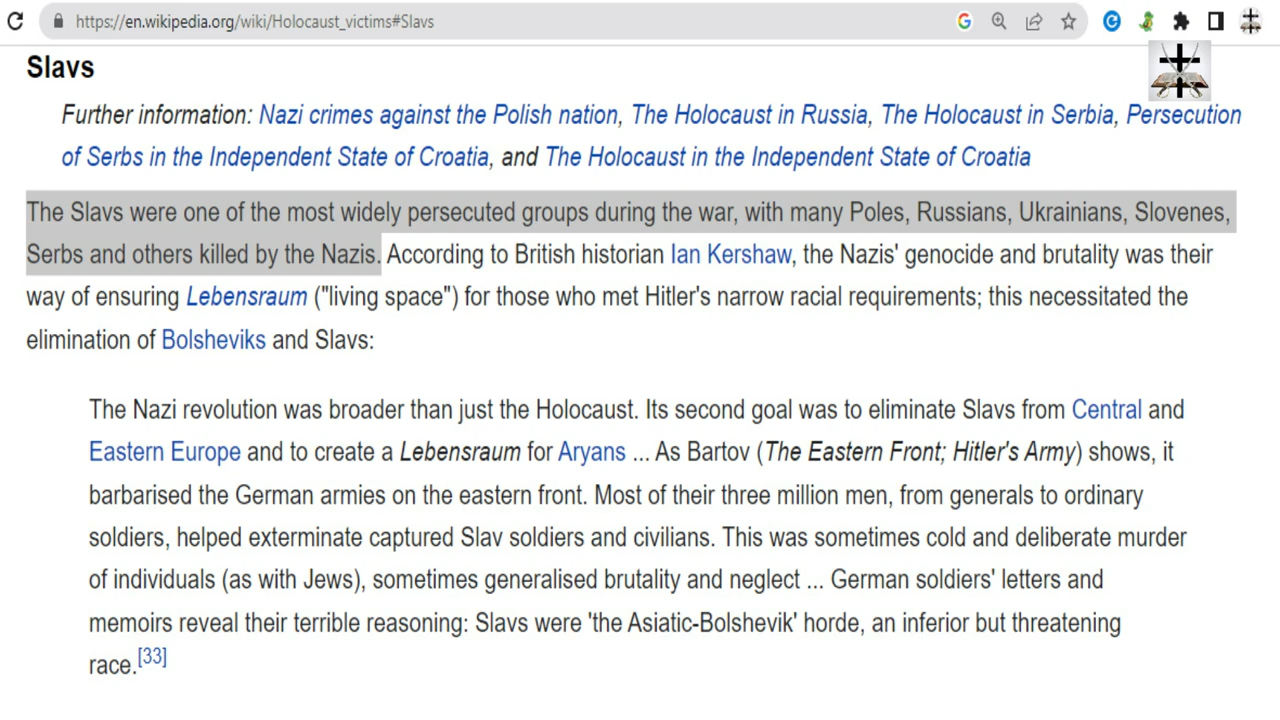 https://en.wikipedia.org/wiki/Holocaust_victims#Slavs
Slavs
Further information: Nazi crimes against the Polish nation, The Holocaust in Russia, The Holocaust in Serbia, Persecution
of Serbs in the Independent State of Croatia, and The Holocaust in the Independent State of Croatia
The Slavs were one of the most widely persecuted groups during the war, with many Poles, Russians, Ukrainians, Slovenes,
Serbs and others killed by the Nazis. According to British historian Ian Kershaw, the Nazis' genocide and brutality was their
way of ensuring Lebensraum ("living space") for those who met Hitler's narrow racial requirements; this necessitated the
elimination of Bolsheviks and Slavs:
The Nazi revolution was broader than just the Holocaust. Its second goal was to eliminate Slavs from Central and
Eastern Europe and to create a Lebensraum for Aryans ... As Bartov (The Eastern Front; Hitler's Army) shows, it
barbarised the German armies on the eastern front. Most of their three million men, from generals to ordinary
soldiers, helped exterminate captured Slav soldiers and civilians. This was sometimes cold and deliberate murder
of individuals (as with Jews), sometimes generalised brutality and neglect ... German soldiers' letters and
memoirs reveal their terrible reasoning: Slavs were 'the Asiatic-Bolshevik' horde, an inferior but threatening
race.[33]